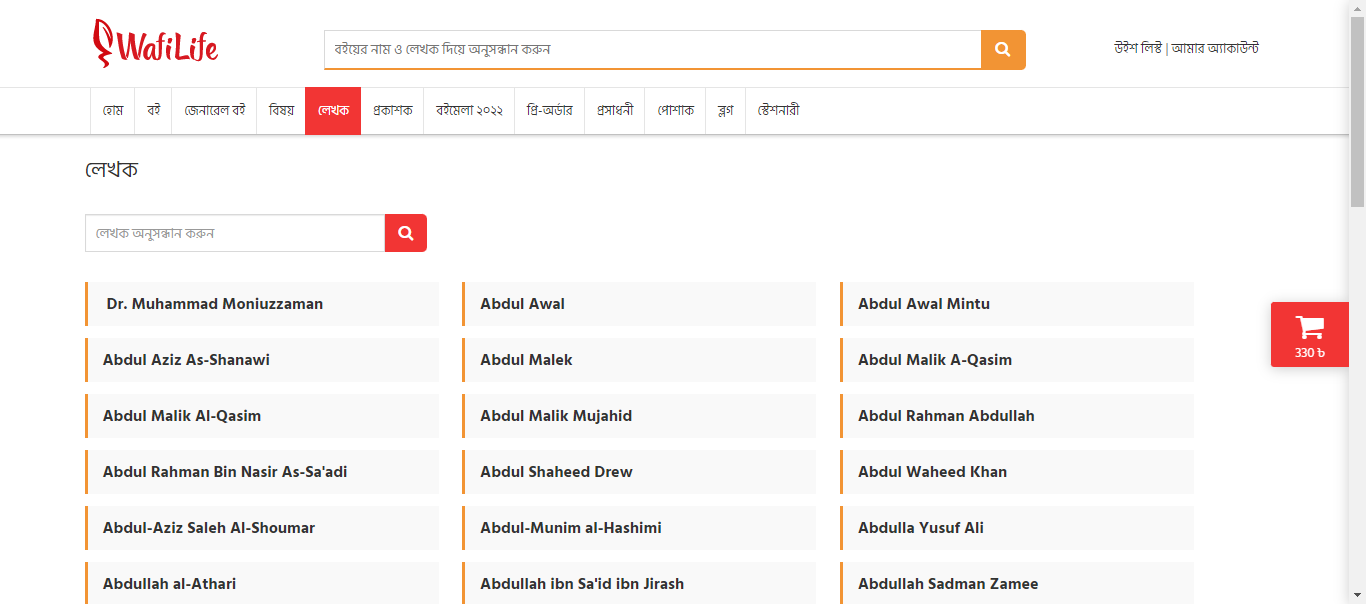 WafiLife
বইয়ের নাম ও লেখক দিয়ে অনুসন্ধান করুন
উইশ লিস্ট | আমার অ্যাকাউন্ট
হোম বই জেনারেল বই বিষয় লেখক প্রকাশক বইমেলা ২০২২ প্রি-অর্ডার প্রসাধনী পোশাক ব্লগ স্টেশনারী
লেখক
লেখক অনুসন্ধান করুন
Dr. Muhammad Moniuzzaman Abdul Awal Abdul Awal Mintu
330 ৳
Abdul Aziz As-Shanawi Abdul Malek Abdul Malik A-Qasim
Abdul Malik Al-Qasim Abdul Malik Mujahid Abdul Rahman Abdullah
Abdul Rahman Bin Nasir As-Sa'adi Abdul Shaheed Drew Abdul Waheed Khan
Abdul-Aziz Saleh Al-Shoumar Abdul-Munim al-Hashimi Abdulla Yusuf Ali
Abdullah al-Athari Abdullah ibn Sa'id ibn Jirash Abdullah Sadman Zamee